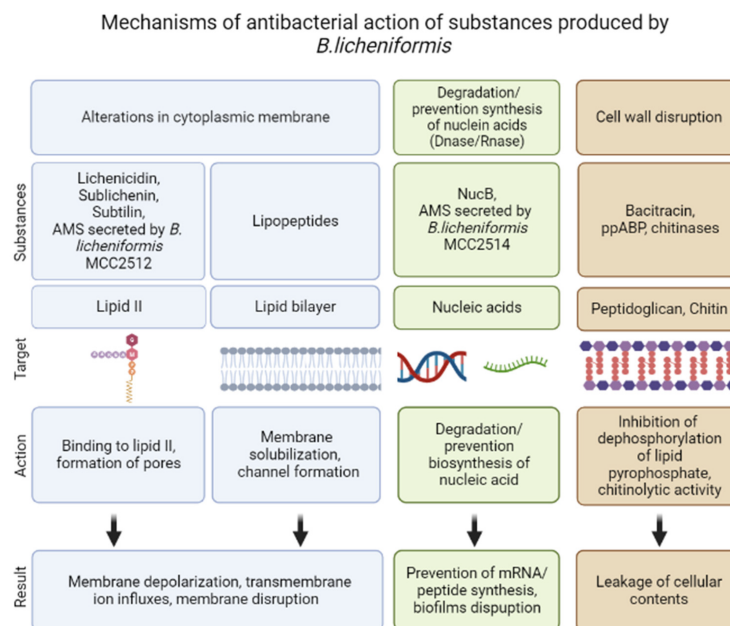 Mechanisms of antibacterial action of substances produced by
B.licheniformis
Alterations in cytoplasmic membrane
Degradation/
prevention synthesis
of nuclein acids
(Dnase/Rnase)
Cell wall disruption
Substances
Lichenicidin,
Sublichenin,
Subtilin,
AMS secreted by B.
licheniformis
MCC2512
Lipopeptides
NucB,
AMS secreted by
B.licheniformis
MCC2514
Bacitracin,
ppABP, chitinases
Target
Lipid II
Lipid bilayer
Nucleic acids
Peptidoglican, Chitin
G
M
Action
Binding to lipid II,
formation of pores
Membrane
solubilization,
channel formation
Degradation/
prevention
biosynthesis of
nucleic acid
Inhibition of
dephosphorylation
of lipid
pyrophosphate,
chitinolytic activity
Result
Membrane depolarization, transmembrane
ion influxes, membrane disruption
Prevention of mRNA/
peptide synthesis,
biofilms dispuption
Leakage of cellular
contents